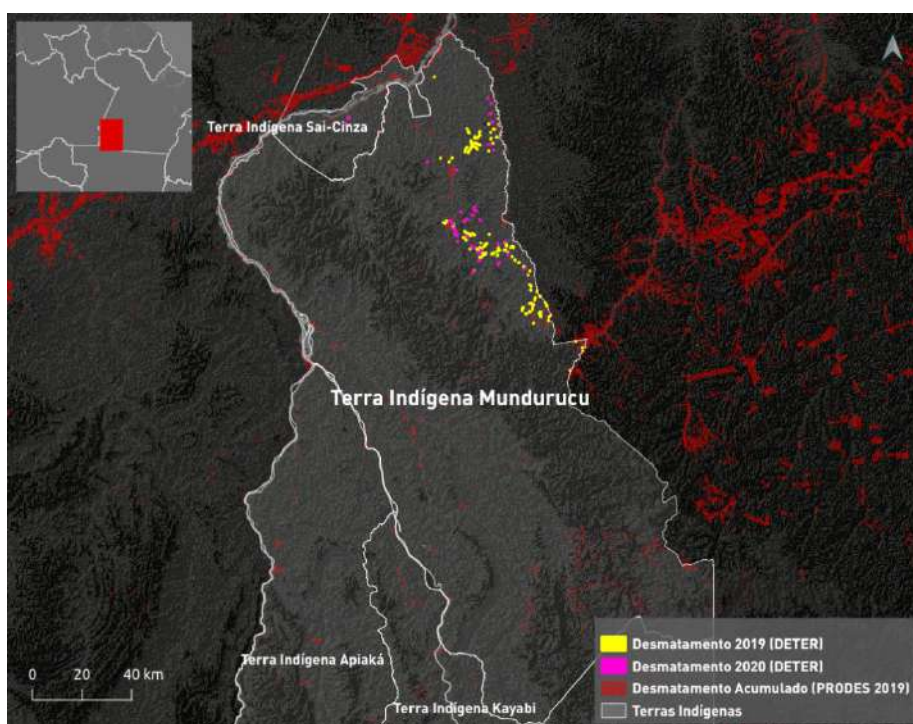 Terra Indígena Sai-Cinza
Terra Indígena Mundurucu
Terra Indígena Apiaká
Terra Indígena Kayabi
0 20 40 km
Desmatamento 2019 (DETER)
Desmatamento 2020 (DETER)
Desmatamento Acumulado (PRODES 2019)
Terras Indígenas